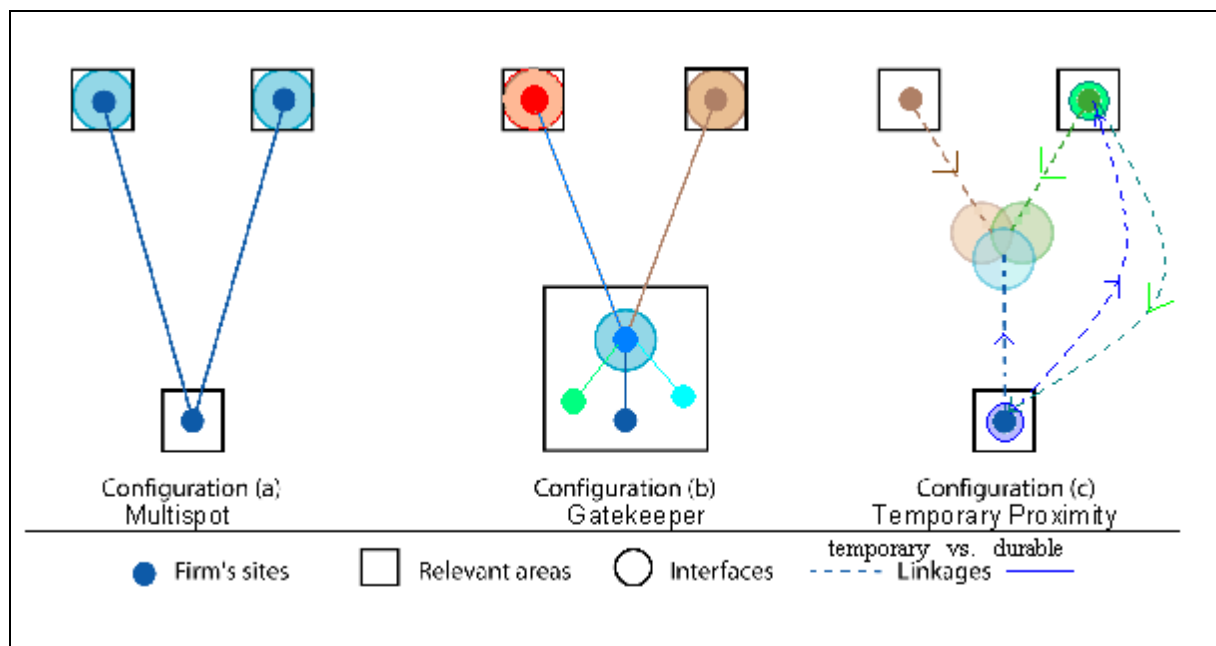 Configuration (a)
Multispot
Configuration (b)
Gatekeeper
Configuration (c)
Temporary Proximity
Firm's sites
Relevant areas
Interfaces
temporary vs. durable
Linkages